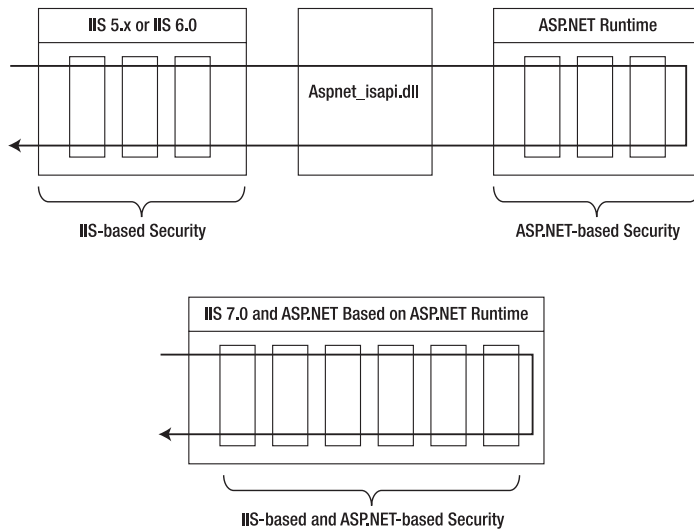 IIS 5.x or IIS 6.0
Aspnet_isapi.dll
ASP.NET Runtime
IIS-based Security
ASP.NET-based Security
IIS 7.0 and ASP.NET Based on ASP.NET Runtime
IIS-based and ASP.NET-based Security